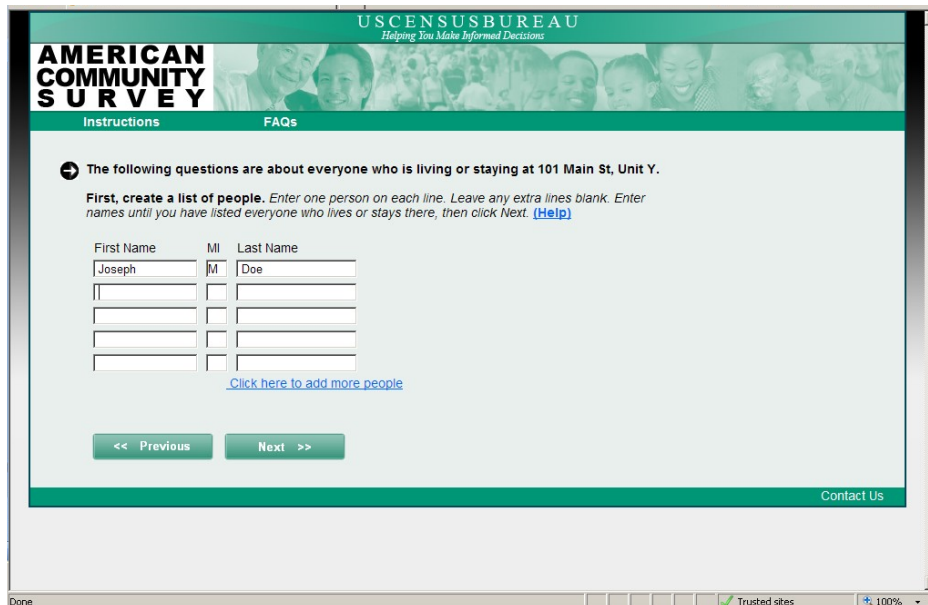 USCENSUSBUREAU
Helping You Make Informed Decisions
AMERICAN
COMMUNITY
SURVEY
Instructions FAQs
The following questions are about everyone who is living or staying at 101 Main St, Unit Y.
First, create a list of people. Enter one person on each line. Leave any extra lines blank. Enter
names until you have listed everyone who lives or stays there, then click Next. (Help)
First Name MI Last Name
Joseph M Doe
Click here to add more people
<< Previous Next >>
Contact Us
Done Trusted sites 100%